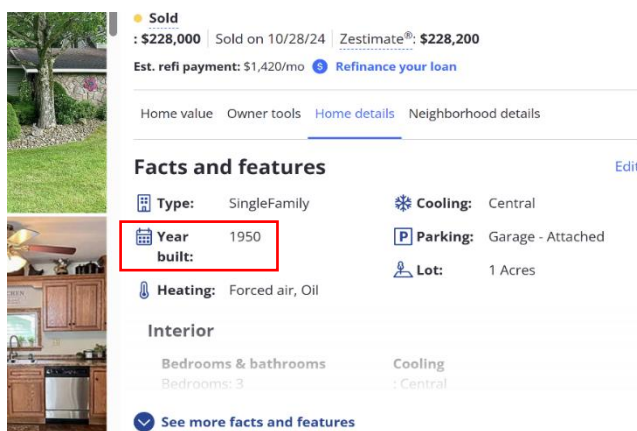 Sold
: $228,000 Sold on 10/28/24 Zestimate®: $228,200
Est. refi payment: $1,420/mo S Refinance your loan
Home value Owner tools Home details Neighborhood details
Facts and features Edit
Type: SingleFamily
Year built: 1950
Heating: Forced air, Oil
Cooling: Central
P Parking: Garage - Attached
Lot: 1 Acres
Interior
Bedrooms & bathrooms
Bedrooms: 3
Cooling
: Central
See more facts and features